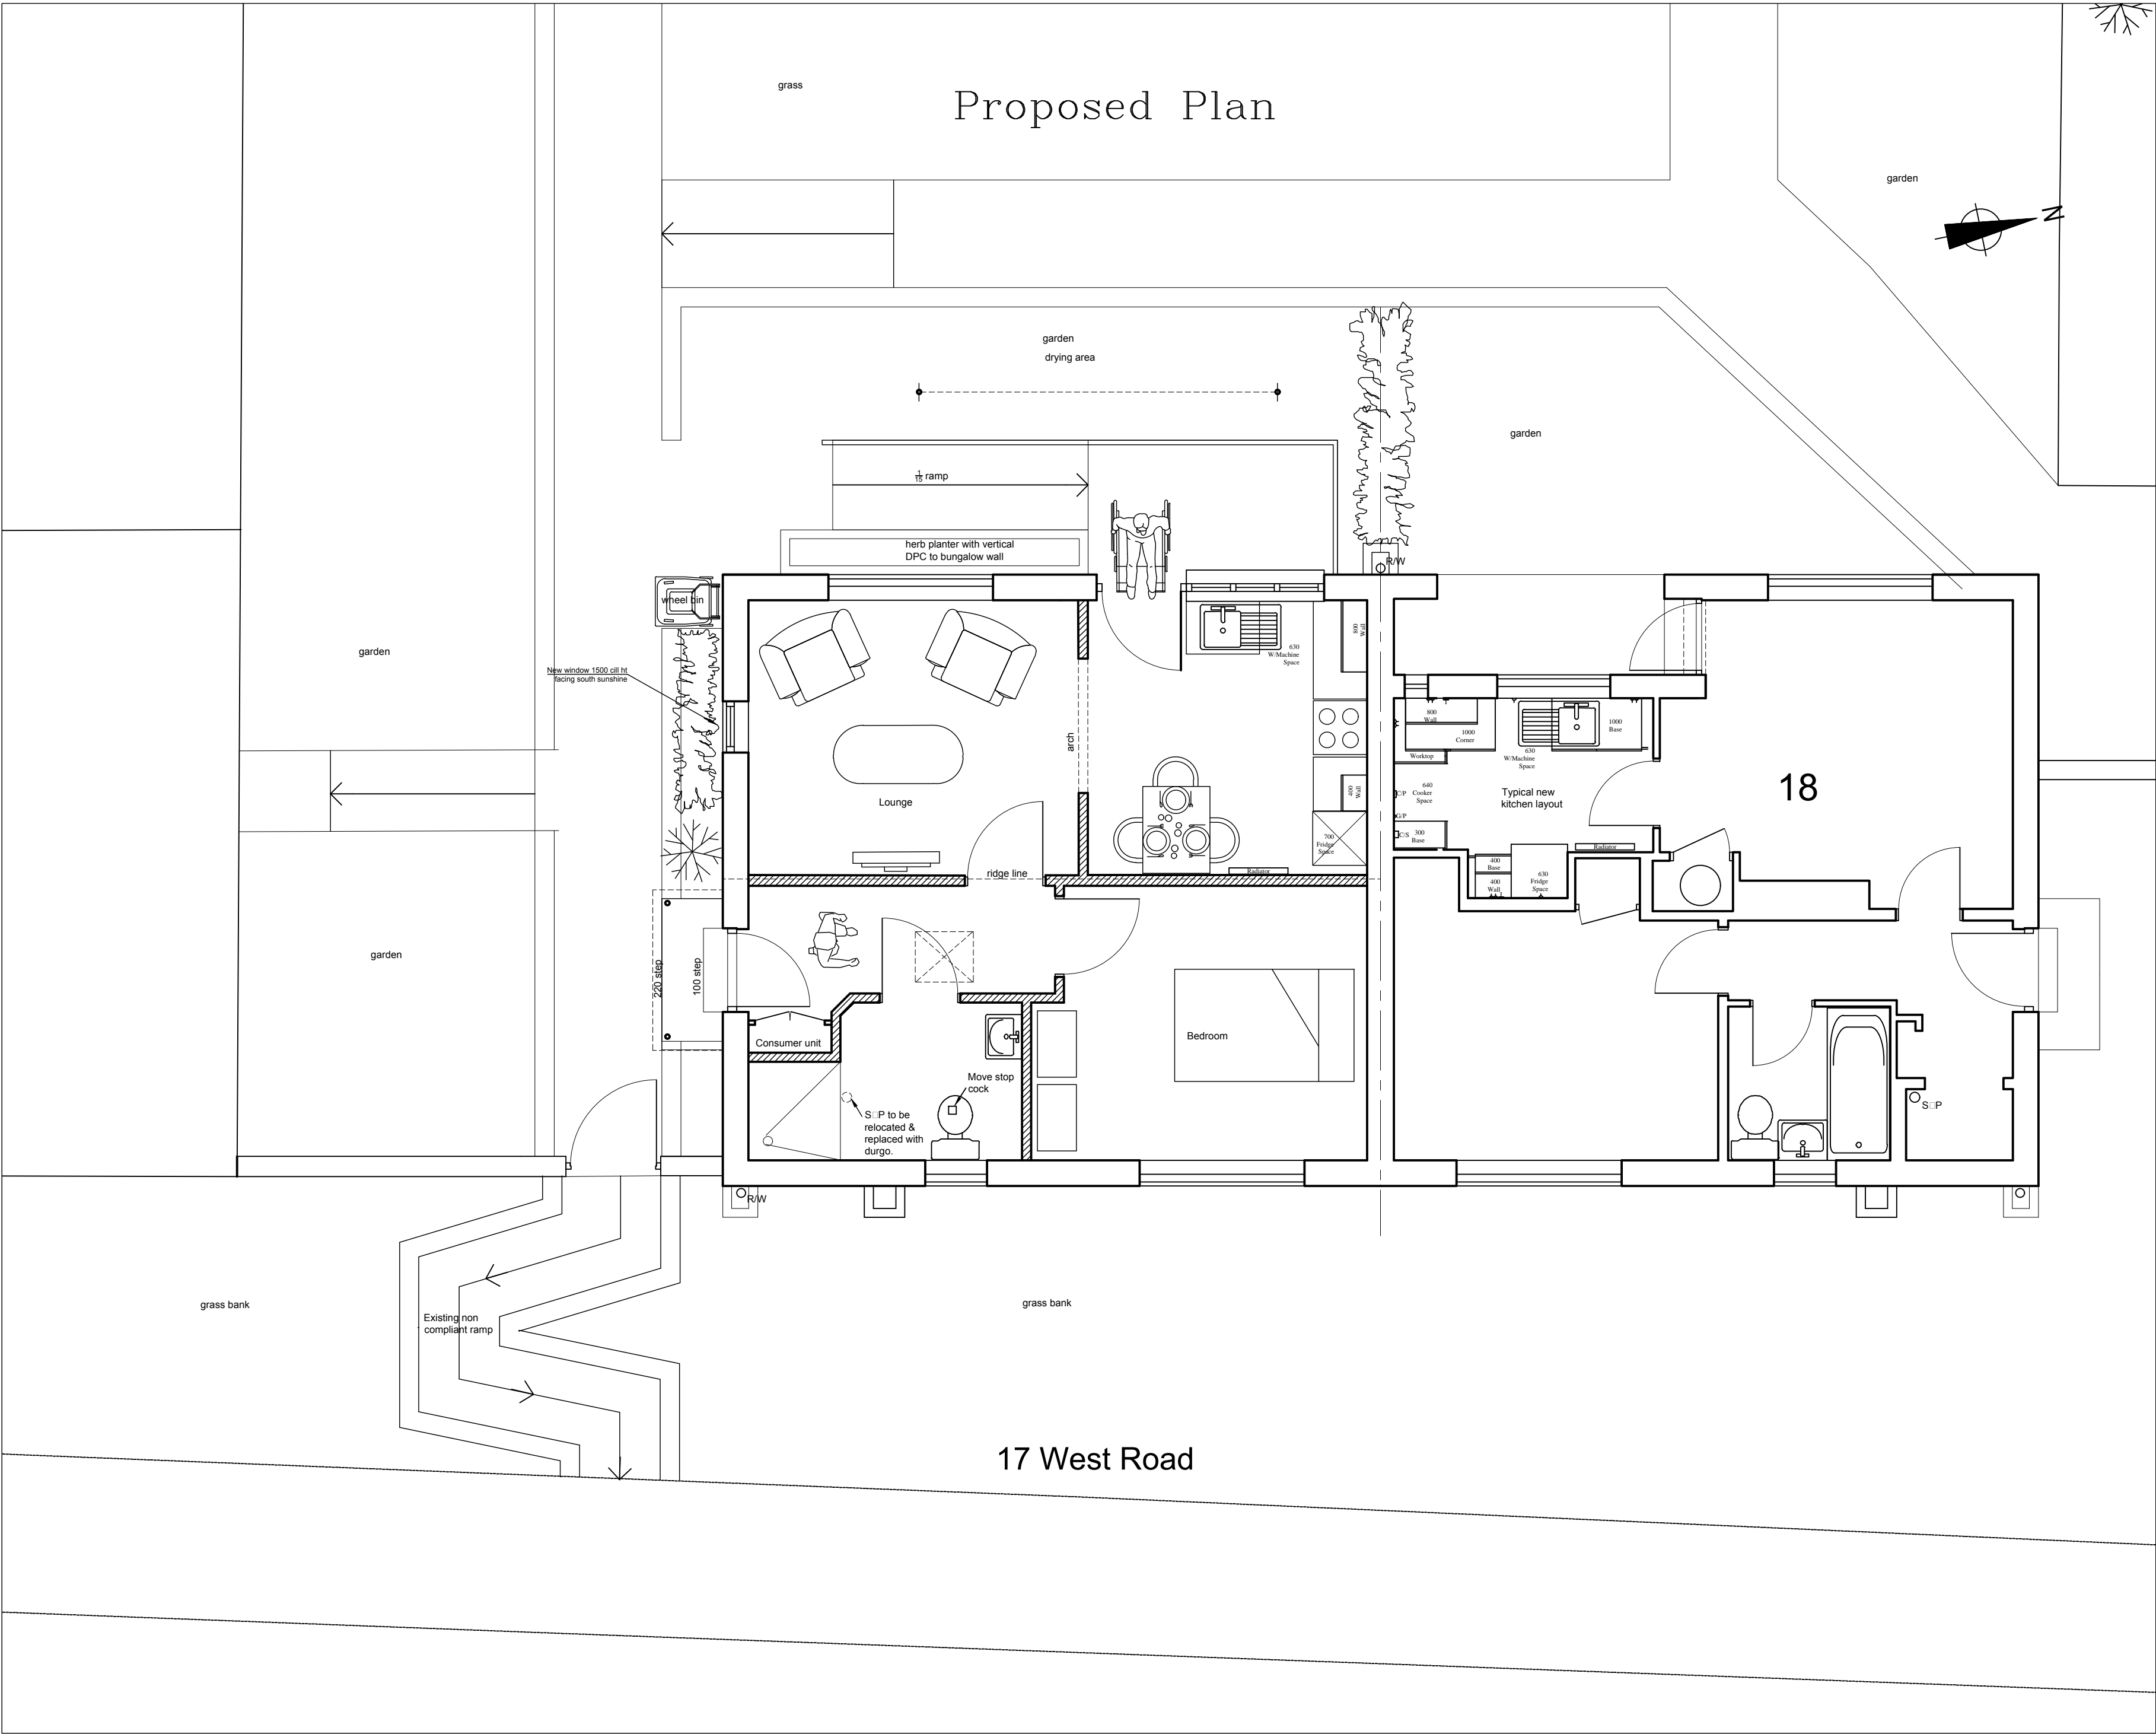 grass
Proposed Plan
garden
N
garden
drying area
garden
1/15 ramp
herb planter with vertical
DPC to bungalow wall
R/W
wheel bin
garden
New window 1500 cill ht
facing south sunshine
800
Wall
630
W/Machine
Space
arch
Lounge
400
Wall
700
Fridge
Space
Radiator
ridge line
800
Wall
1000
Corner
1000
Base
Worktop
630
W/Machine
Space
640
Cooker
Space
C/P
G/P
C/S
300
Base
Typical new
kitchen layout
18
Radiator
400
Base
400
Wall
630
Fridge
Space
garden
220 step
100 step
Consumer unit
Bedroom
Move stop
cock
S□P to be
relocated &
replaced with
durgo.
S□P
R/W
grass bank
grass bank
Existing non
compliant ramp
17 West Road